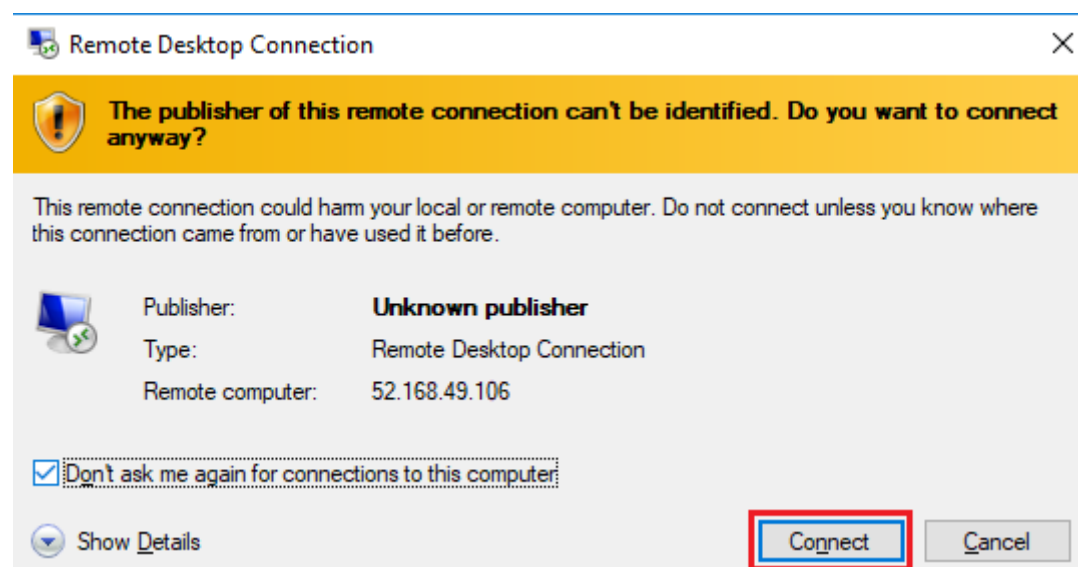 Remote Desktop Connection
The publisher of this remote connection can't be identified. Do you want to connect
anyway?
This remote connection could harm your local or remote computer. Do not connect unless you know where
this connection came from or have used it before.
Publisher: Unknown publisher
Type: Remote Desktop Connection
Remote computer: 52.168.49.106
Don't ask me again for connections to this computer
Show Details Connect Cancel